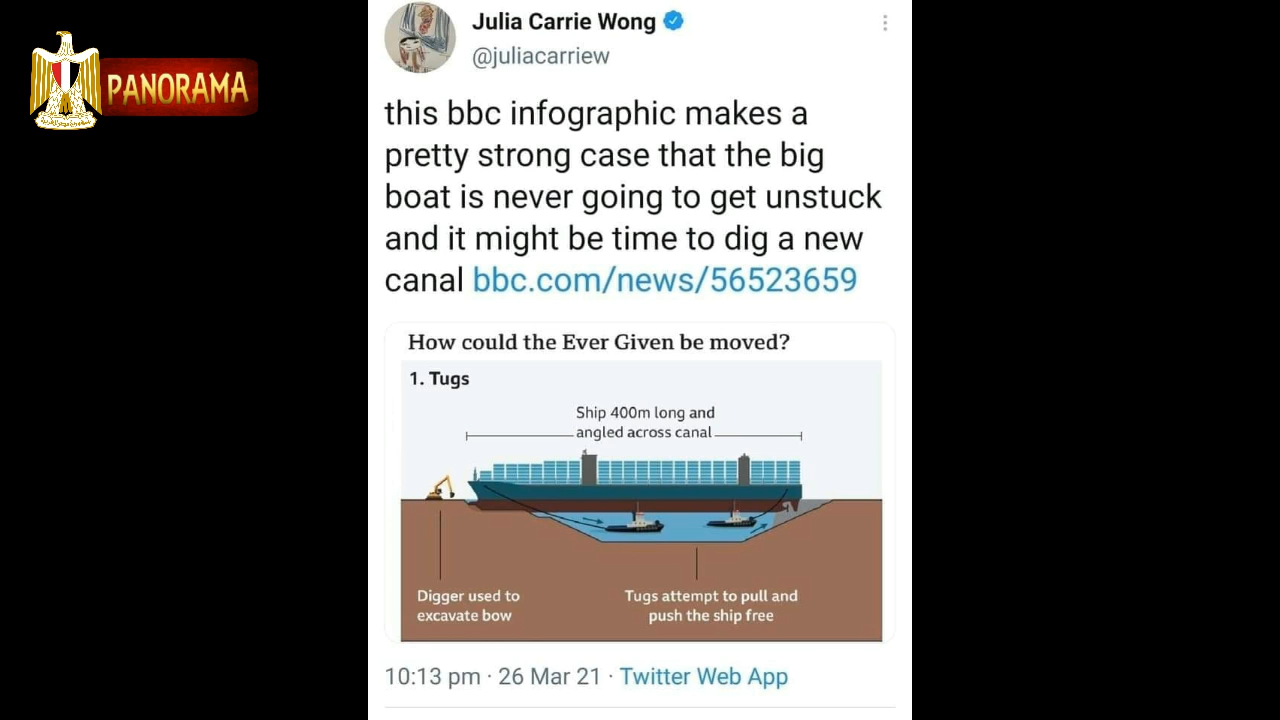 PANORAMA
Julia Carrie Wong
@juliacarriew
this bbc infographic makes a
pretty strong case that the big
boat is never going to get unstuck
and it might be time to dig a new
canal bbc.com/news/56523659
How could the Ever Given be moved?
1. Tugs
Ship 400m long and
angled across canal
Digger used to
excavate bow
Tugs attempt to pull and
push the ship free
10:13 pm · 26 Mar 21 · Twitter Web App